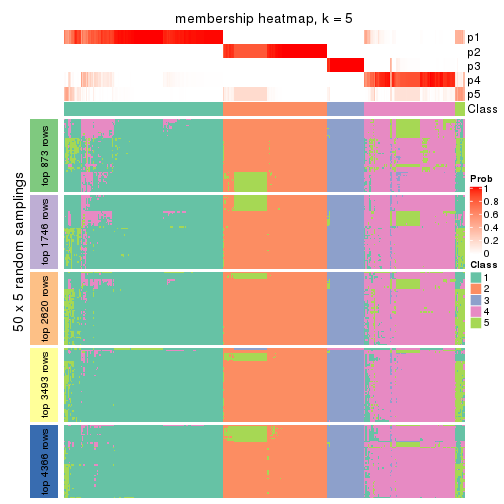 membership heatmap, k = 5
p1
p2
p3
p4
p5
Class
50 x 5 random samplings
top 873 rows
top 1746 rows
top 2620 rows
top 3493 rows
top 4366 rows
Prob
1
0.8
0.6
0.4
0.2
0
Class
1
2
3
4
5